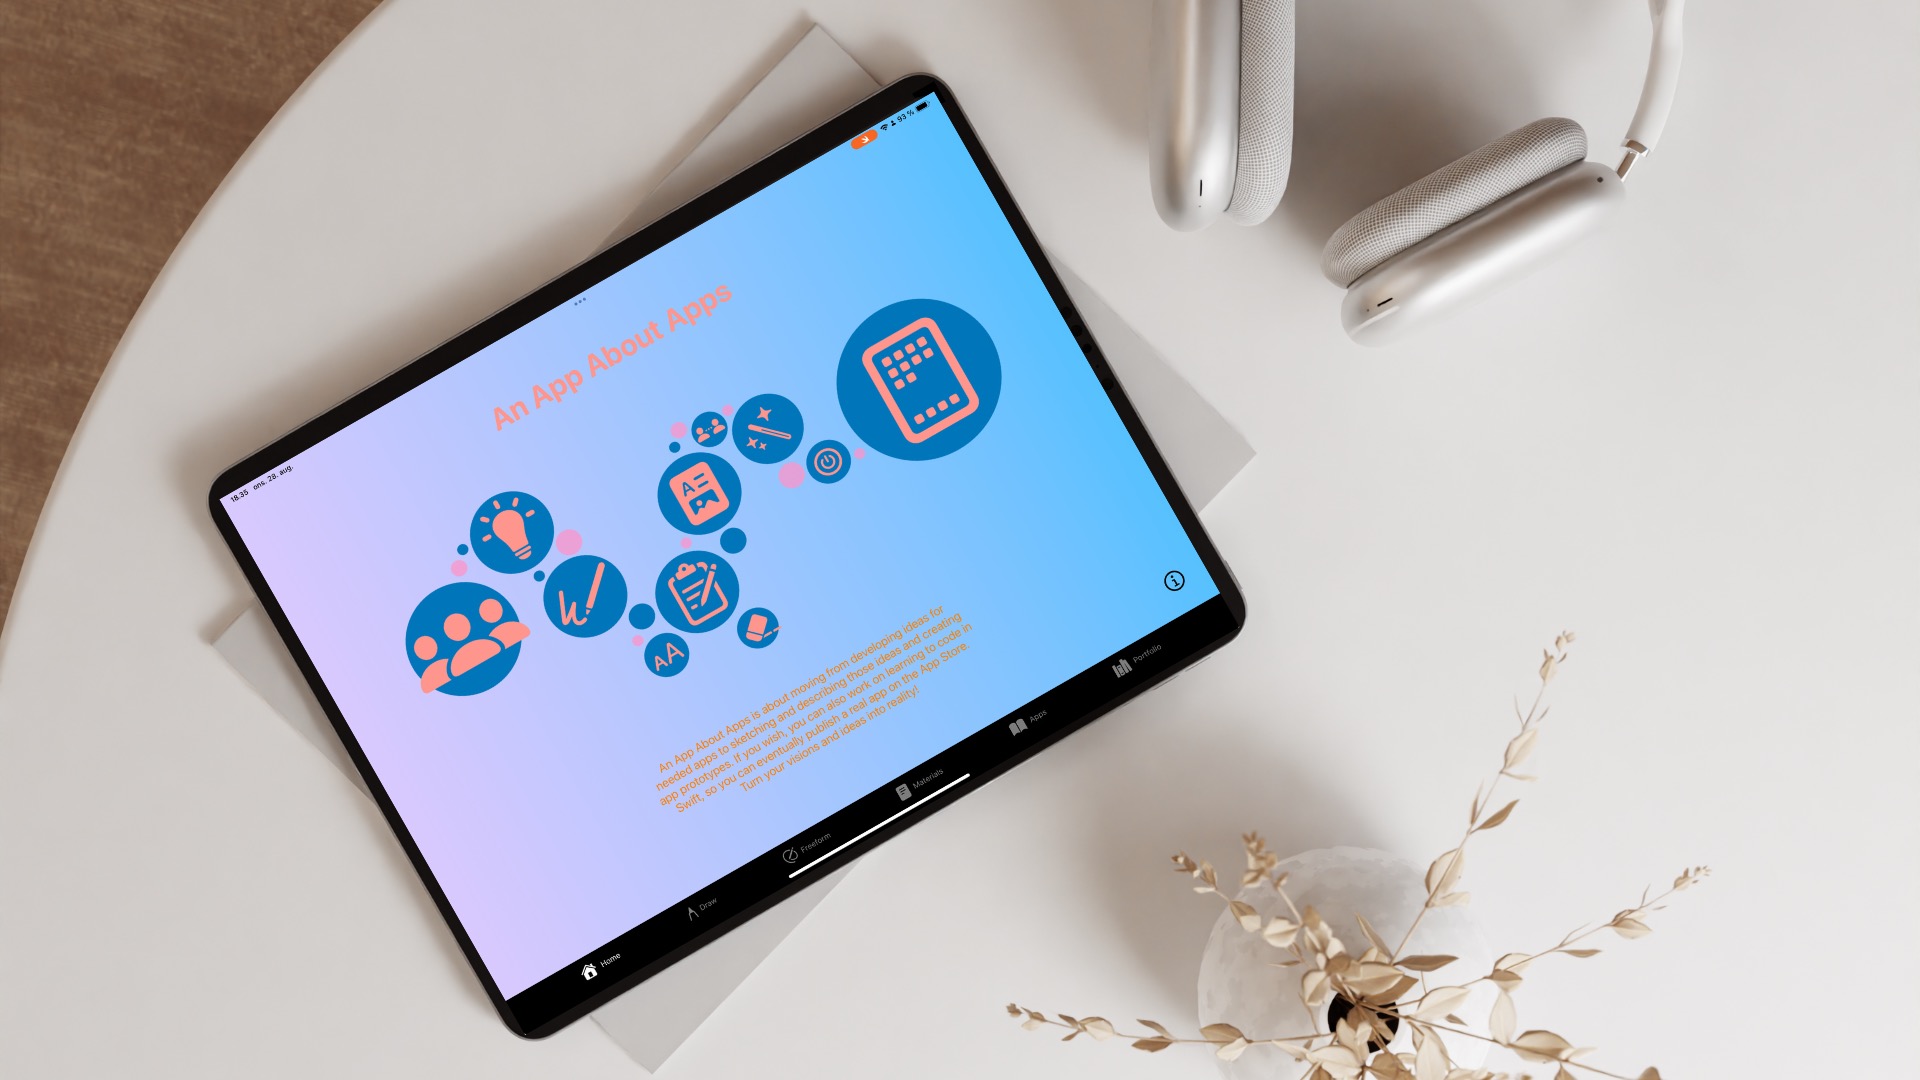 18.35 ons. 28. aug.
93 %
An App About Apps
A
AA
An App About Apps is about moving from developing ideas for
needed apps to sketching and describing those ideas and creating
app prototypes. If you wish, you can also work on learning to code in
Swift, so you can eventually publish a real app on the App Store.
Turn your visions and ideas into reality!
Home
Draw
Freeform
Materials
Apps
Portfolio